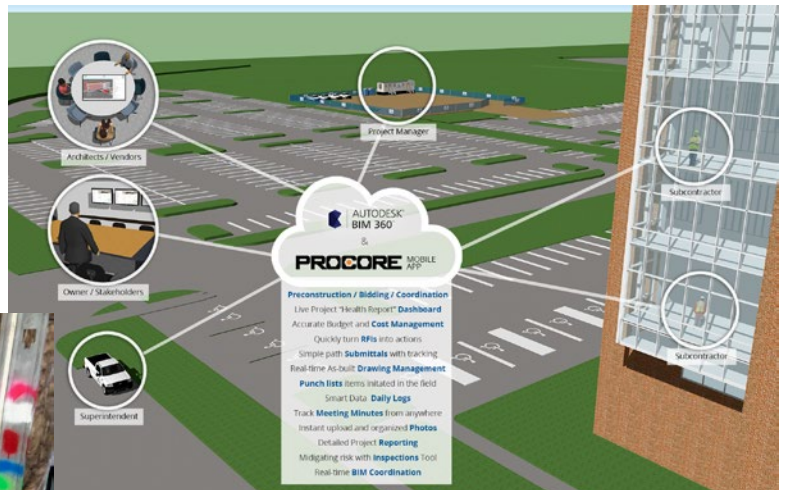 Architects / Vendors
Project Manager
Subcontractor
Owner / Stakeholders
AUTODESK®
BIM 360™
&
PROCORE MOBILE APP
Preconstruction / Bidding / Coordination
Live Project "Health Report" Dashboard
Accurate Budget and Cost Management
Quickly turn RFIs into actions
Simple path Submittals with tracking
Real-time As-built Drawing Management
Punch lists items initated in the field
Smart Data Daily Logs
Track Meeting Minutes from anywhere
Instant upload and organized Photos
Detailed Project Reporting
Midigating risk with Inspections Tool
Real-time BIM Coordination
Subcontractor
Superintendent